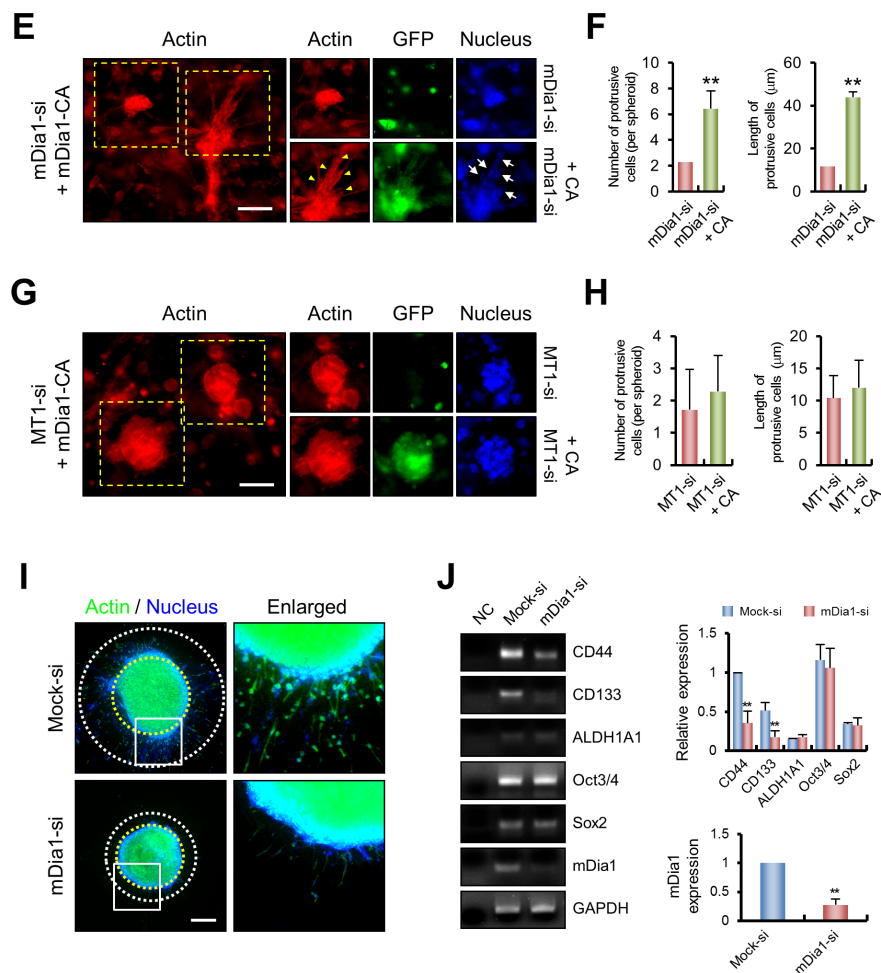 E
Actin
Actin
GFP
Nucleus
mDia1-si
+ mDia1-CA
mDia1-si
mDia1-si
+ CA
F
Number of protrusive
cells (per spheroid)
10
8
6
4
2
0
**
mDia1-si
mDia1-si
+ CA
Length of
protrusive cells (μm)
60
40
20
0
**
mDia1-si
mDia1-si
+ CA
G
Actin
Actin
GFP
Nucleus
MT1-si
+ mDia1-CA
MT1-si
MT1-si
+ CA
H
Number of protrusive
cells (per spheroid)
4
3
2
1
0
MT1-si
MT1-si
+ CA
Length of
protrusive cells (μm)
20
15
10
5
0
MT1-si
MT1-si
+ CA
I
Actin / Nucleus
Enlarged
Mock-si
mDia1-si
J
NC
Mock-si
mDia1-si
CD44
CD133
ALDH1A1
Oct3/4
Sox2
mDia1
GAPDH
Mock-si
mDia1-si
Relative expression
1.5
1
0.5
0
**
**
CD44
CD133
ALDH1A1
Oct3/4
Sox2
mDia1
expression
1.5
1
0.5
0
**
Mock-si
mDia1-si